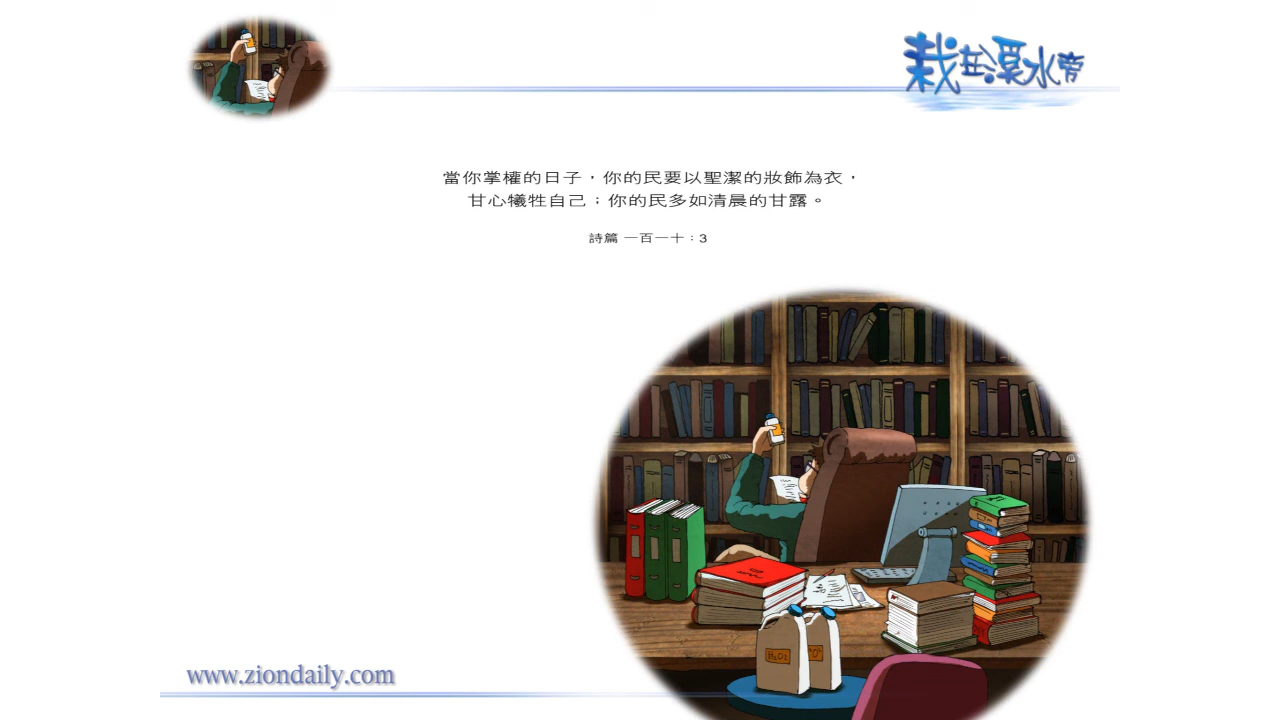 栽在溪水旁
當你掌權的日子，你的民要以聖潔的妝飾為衣，
甘心犧牲自己；你的民多如清晨的甘露。
詩篇 一百一十：3
H₂O₂
www.ziondaily.com